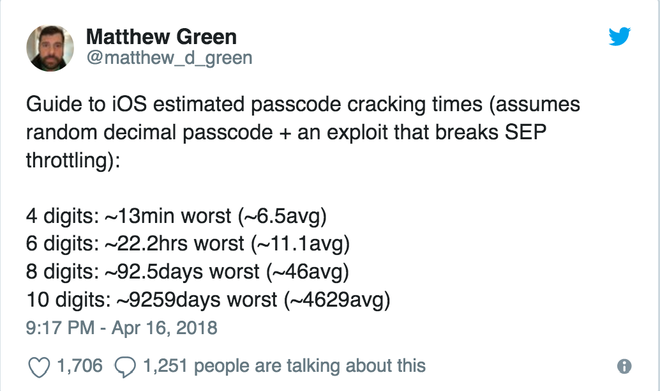 Matthew Green
@matthew_d_green
Guide to iOS estimated passcode cracking times (assumes
random decimal passcode + an exploit that breaks SEP
throttling):
4 digits: ~13min worst (~6.5avg)
6 digits: ~22.2hrs worst (~11.1avg)
8 digits: ~92.5days worst (~46avg)
10 digits: ~9259days worst (~4629avg)
9:17 PM - Apr 16, 2018
1,706 1,251 people are talking about this